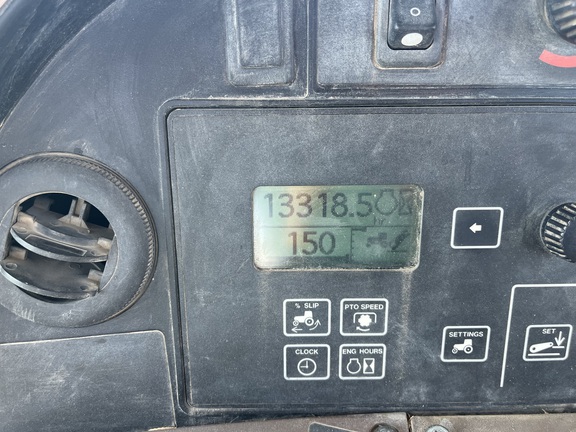 13318.5
150
% SLIP
PTO SPEED
CLOCK
ENG HOURS
SETTINGS
SET